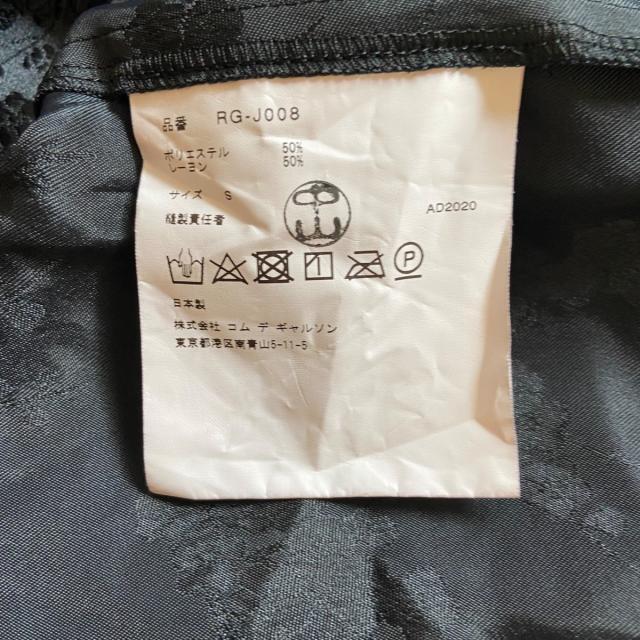 品番 RG-J008
ポリエステル 50%
レーヨン 50%
サイズ S
縫製責任者
AD2020
P
日本製
株式会社 コム デ ギャルソン
東京都港区南青山5-11-5